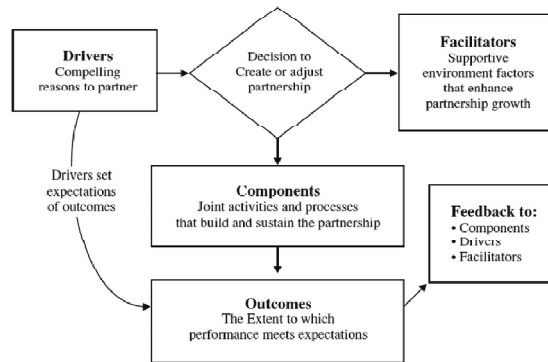 Drivers
Compelling
reasons to partner
Decision to
Create or adjust
partnership
Facilitators
Supportive
environment factors
that enhance
partnership growth
Drivers set
expectations
of outcomes
Components
Joint activities and processes
that build and sustain the partnership
Feedback to:
• Components
• Drivers
• Facilitators
Outcomes
The Extent to which
performance meets expectations